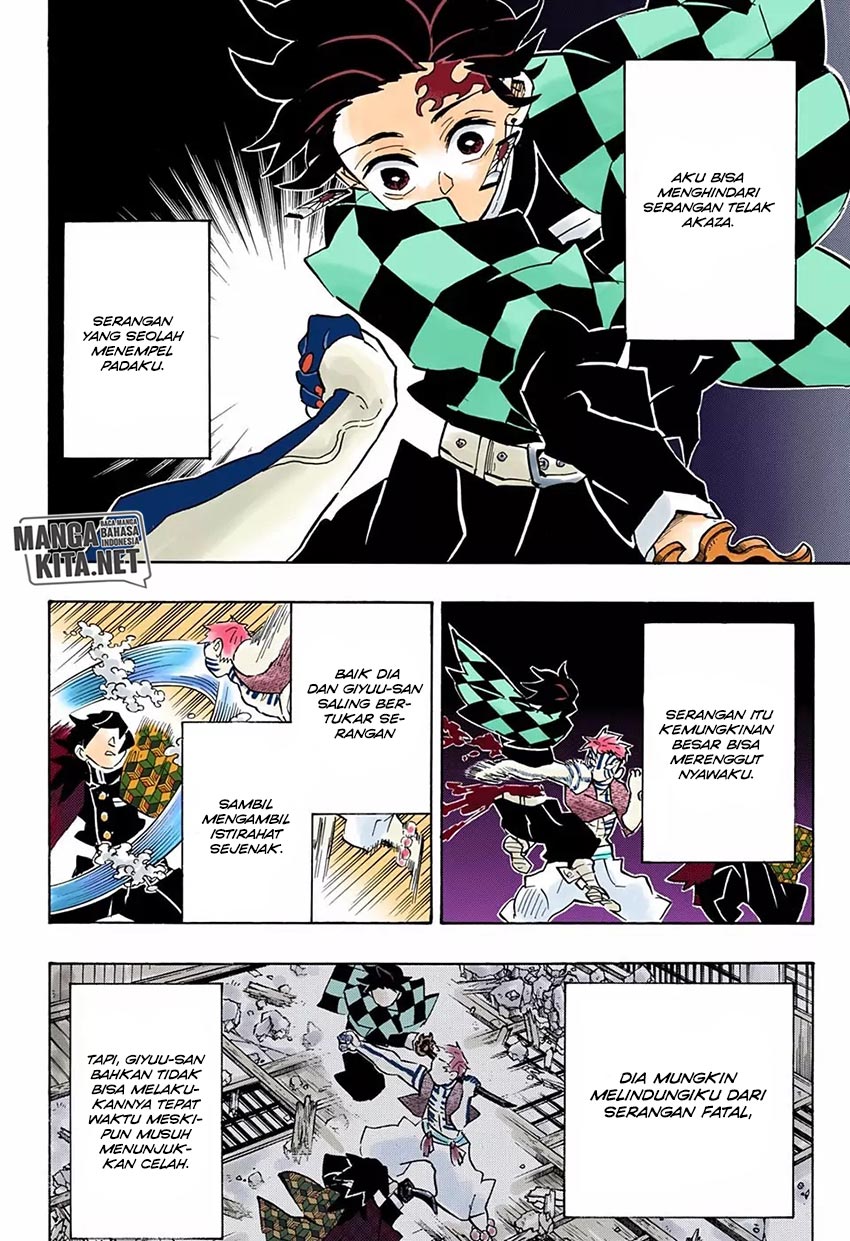 AKU BISA
MENGHINDARI
SERANGAN TELAK
AKAZA.
SERANGAN
YANG SEOLAH
MENEMPEL
PADAKU.
MANGA
KITA.NET
BACA MANGA
BAHASA
INDONESIA
SERANGAN ITU
KEMUNGKINAN
BESAR BISA
MERENGGUT
NYAWAKU.
BAIK DIA
DAN GIYUU-SAN
SALING BER-
TUKAR SE-
RANGAN
SAMBIL
MENGAMBIL
ISTIRAHAT
SEJENAK.
DIA MUNGKIN
MELINDUNGIKU DARI
SERANGAN FATAL,
TAPI, GIYUU-SAN
BAHKAN TIDAK
BISA MELAKU-
KANNYA TEPAT
WAKTU MESKI-
PUN MUSUH
MENUNJUK-
KAN CELAH.